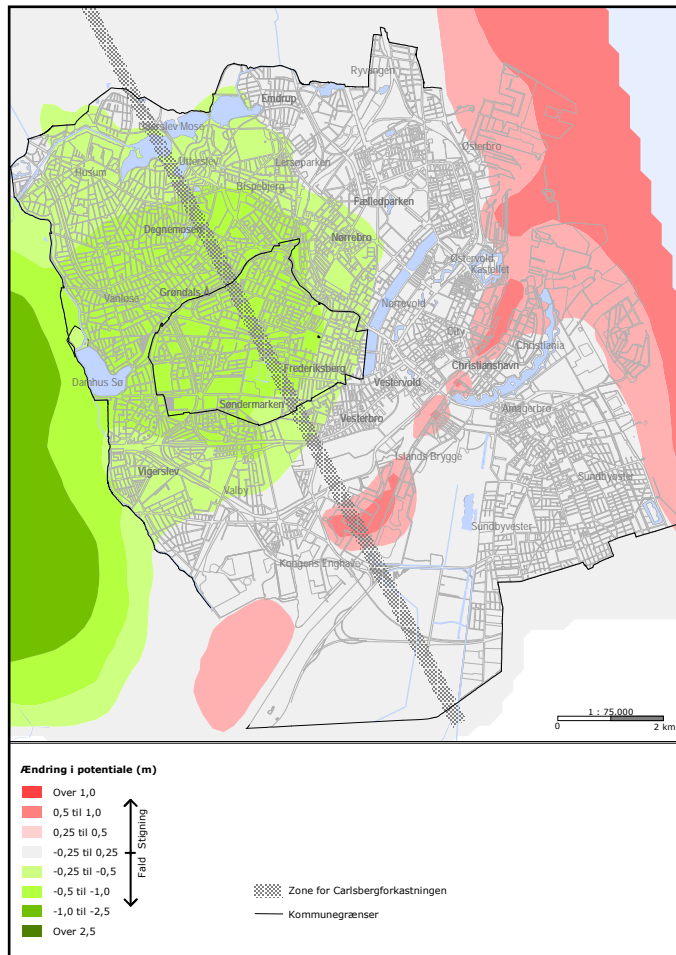 Ryvangen
Emdrup
Utterslev Mose
Østerbro
Utterslev
Lersøparken
Husum
Bispebjerg
Fælledparken
Degnemosen
Nørrebro
Østervold
Kastellet
Grøndals Å
Vanløse
Nørrevold
City
Christiania
Christianshavn
Frederiksberg
Damhus Sø
Vestervold
Søndermarken
Amagerbro
Vesterbro
Islands Brygge
Vigerslev
Sundbyøster
Valby
Sundbyvester
Kongens Enghave
1 : 75.000
0 2 km
Ændring i potentiale (m)
Over 1,0
0,5 til 1,0
0,25 til 0,5
-0,25 til 0,25
-0,25 til -0,5
-0,5 til -1,0
-1,0 til -2,5
Over 2,5
Fald Stigning
Zone for Carlsbergforkastningen
Kommunegrænser